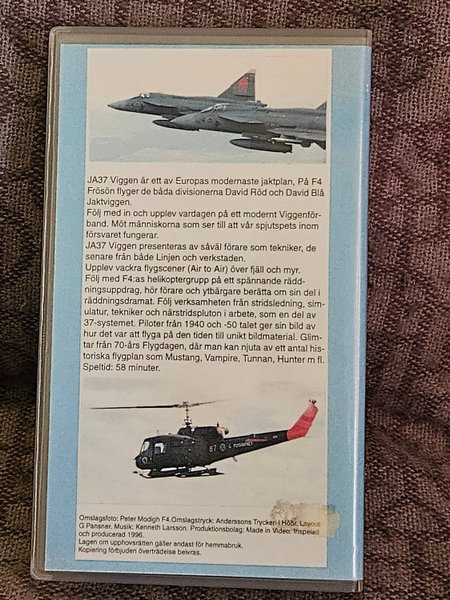 JA37 Viggen är ett av Europas modernaste jaktplan, På F4
Frösön flyger de båda divisionerna David Röd och David Blå
Jaktviggen.
Följ med in och upplev vardagen på ett modernt Viggenför-
band. Möt människorna som ser till att vår spjutspets inom
försvaret fungerar.
JA37 Viggen presenteras av såväl förare som tekniker, de
senare från både Linjen och verkstaden.
Upplev vackra flygscener (Air to Air) över fjäll och myr.
Följ med F4:as helikoptergrupp på ett spännande rädd-
ningsuppdrag, hör förare och ytbärgare berätta om sin del i
räddningsdramat. Följ verksamheten från stridsledning, sim-
ulatur, tekniker och närstridspluton i arbete, som en del av
37-systemet. Piloter från 1940 och -50 talet ger sin bild av
hur det var att flyga på den tiden till unikt bildmaterial. Glim-
tar från 70-års Flygdagen, där man kan njuta av ett antal his-
toriska flygplan som Mustang, Vampire, Tunnan, Hunter m fl.
Speltid: 58 minuter.
87 4
Omslagsfoto: Peter Modigh F4.Omslagstryck: Anderssons Tryckeri i Höör. Layout:
G Pansner. Musik: Kenneth Larsson. Produktionsbolag: Made in Video. Inspelad
och producerad 1996.
Lagen om upphovsrätten gäller endast för hemmabruk.
Kopiering förbjuden överträdelse beivras.